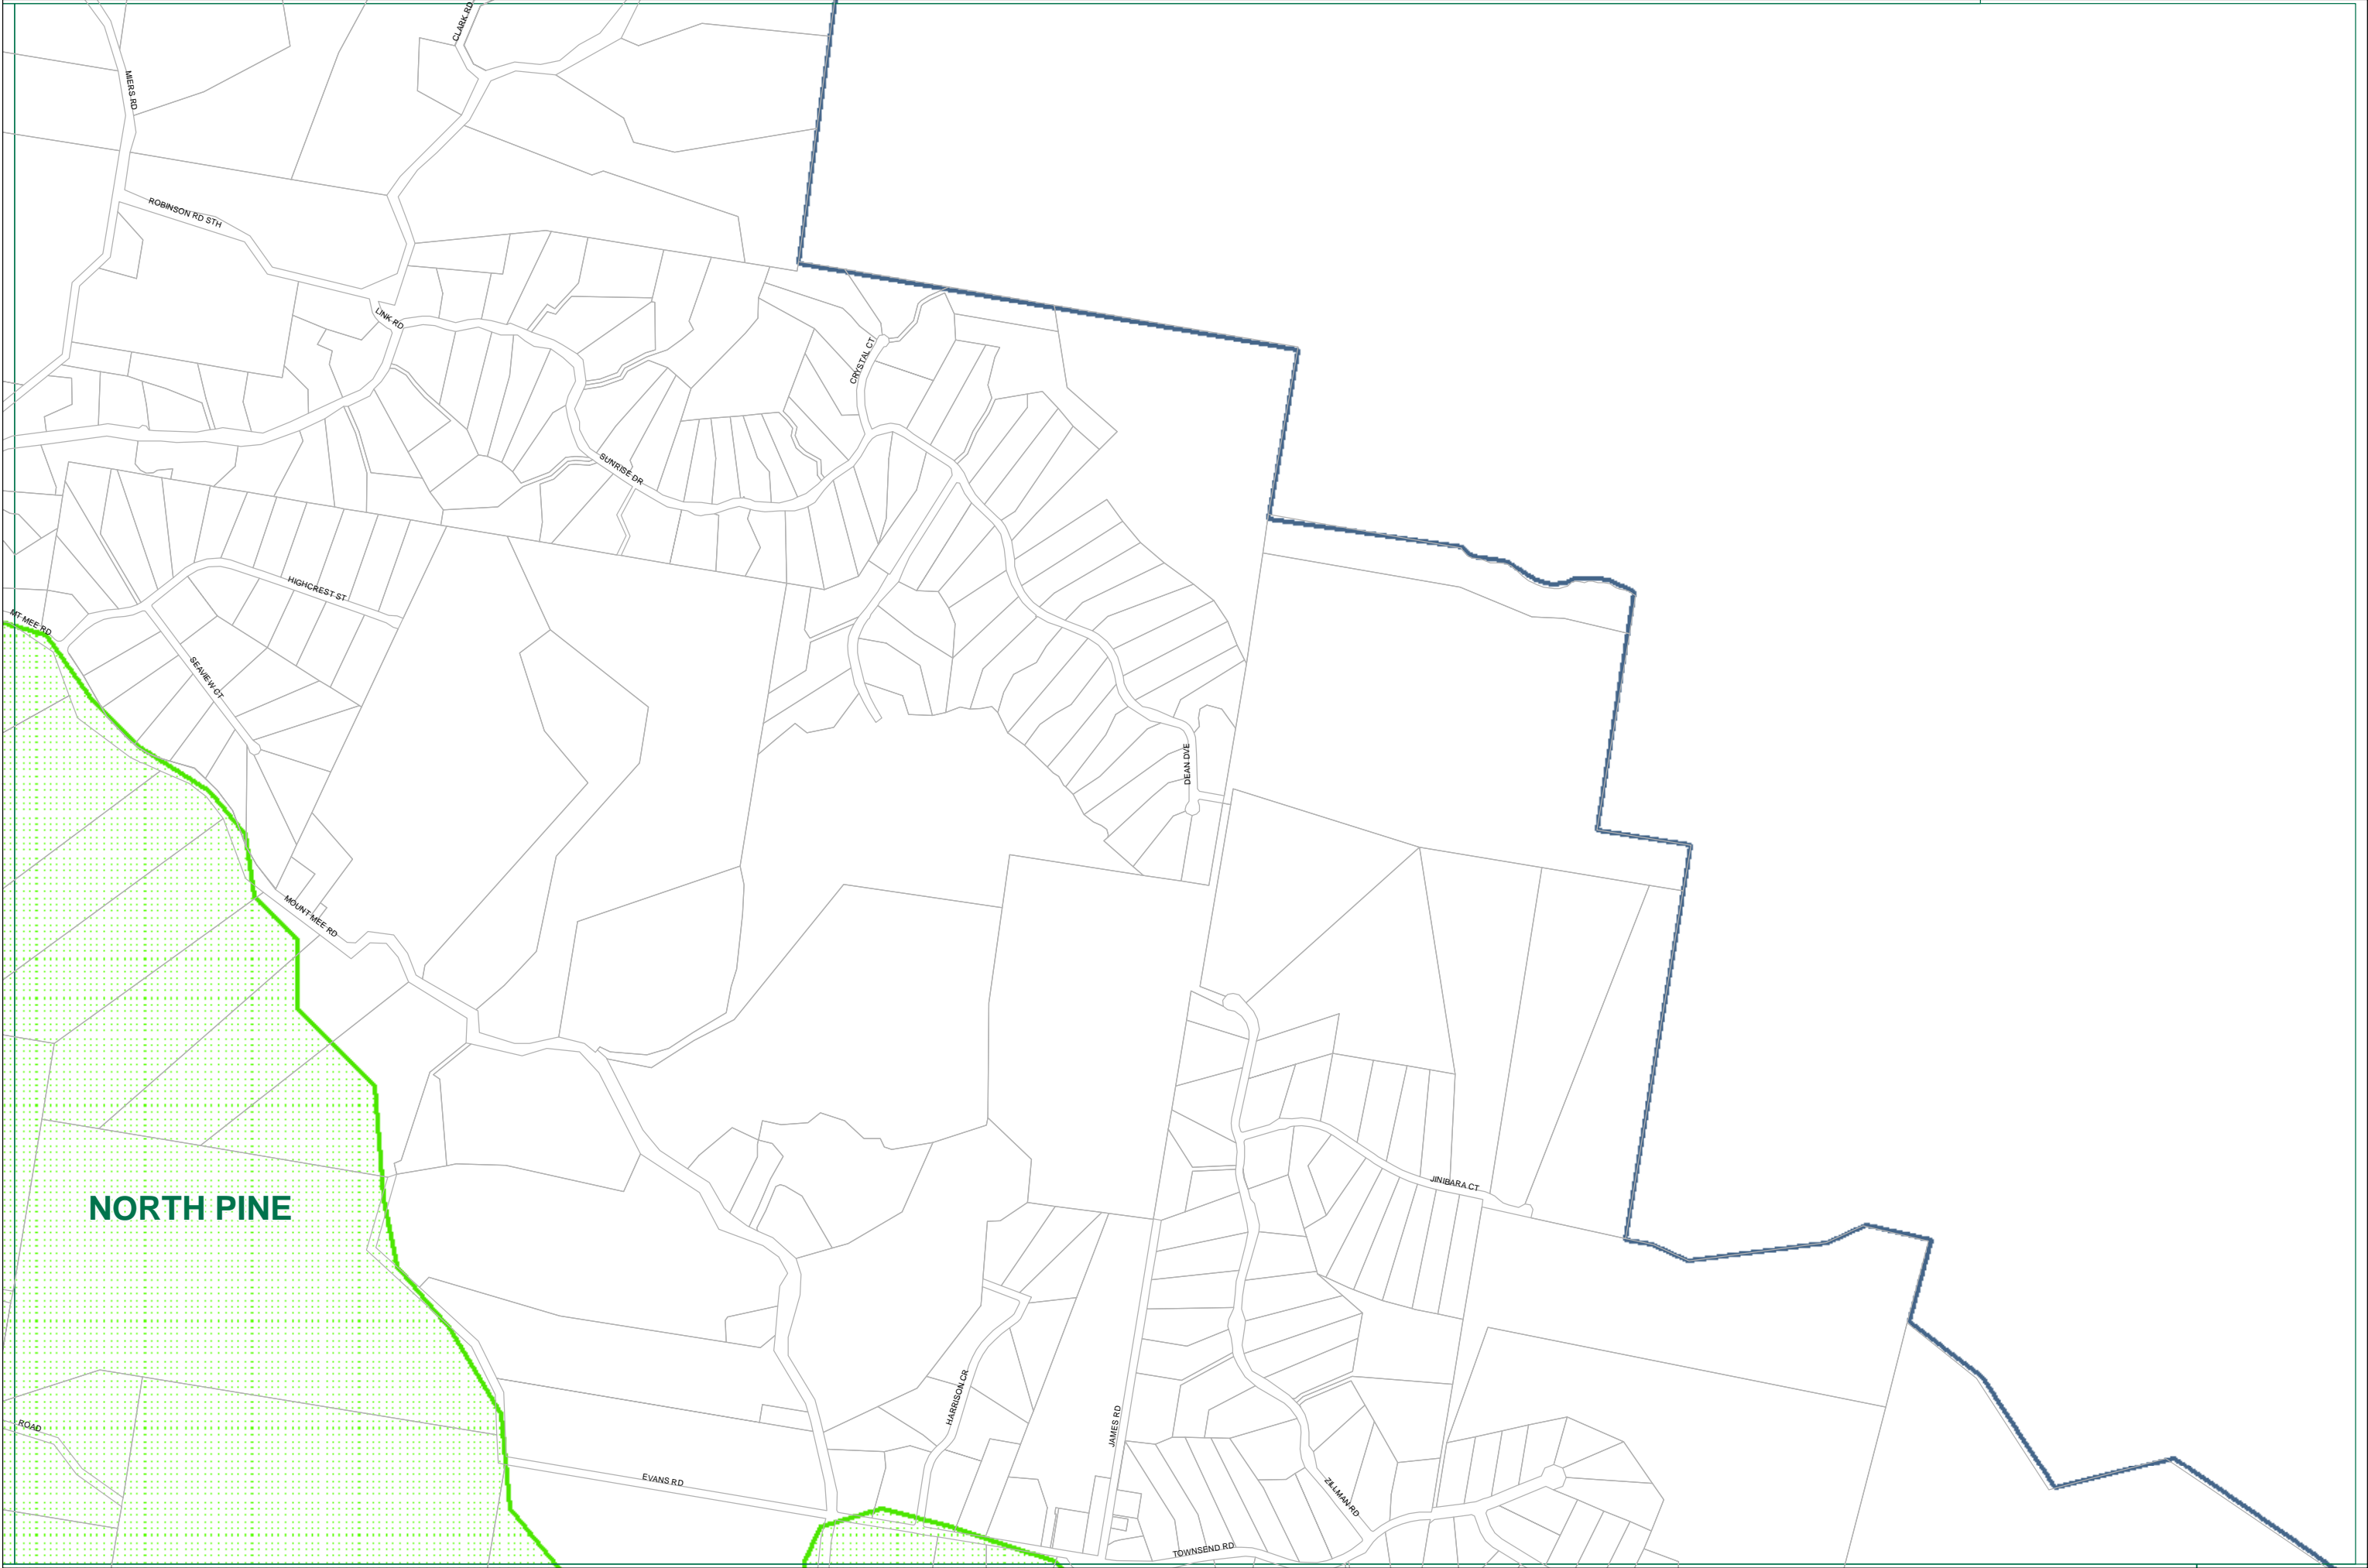 CLARK RD
MIERS RD
ROBINSON RD STH
LINK RD
CRYSTAL CT
SUNRISE DR
HIGHCREST ST
MT MEE RD
SEAVIEW CT
DEAN DVE
MOUNT MEE RD
JINIBARA CT
NORTH PINE
HARRISON CR
JAMES RD
ROAD
EVANS RD
ZILLMAN RD
TOWNSEND RD